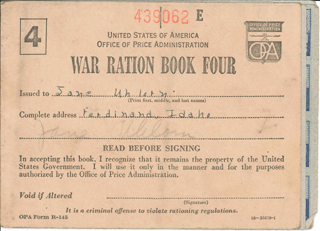 439062 E
4
UNITED STATES OF AMERICA
OFFICE OF PRICE ADMINISTRATION
OPA
WAR RATION BOOK FOUR
Issued to Jane
(Print first, middle, and last names)
Complete address Ferdinand, Idaho
READ BEFORE SIGNING
In accepting this book, I recognize that it remains the property of the United
States Government. I will use it only in the manner and for the purposes
authorized by the Office of Price Administration.
Void if Altered
(Signature)
It is a criminal offense to violate rationing regulations.
OPA Form R-145